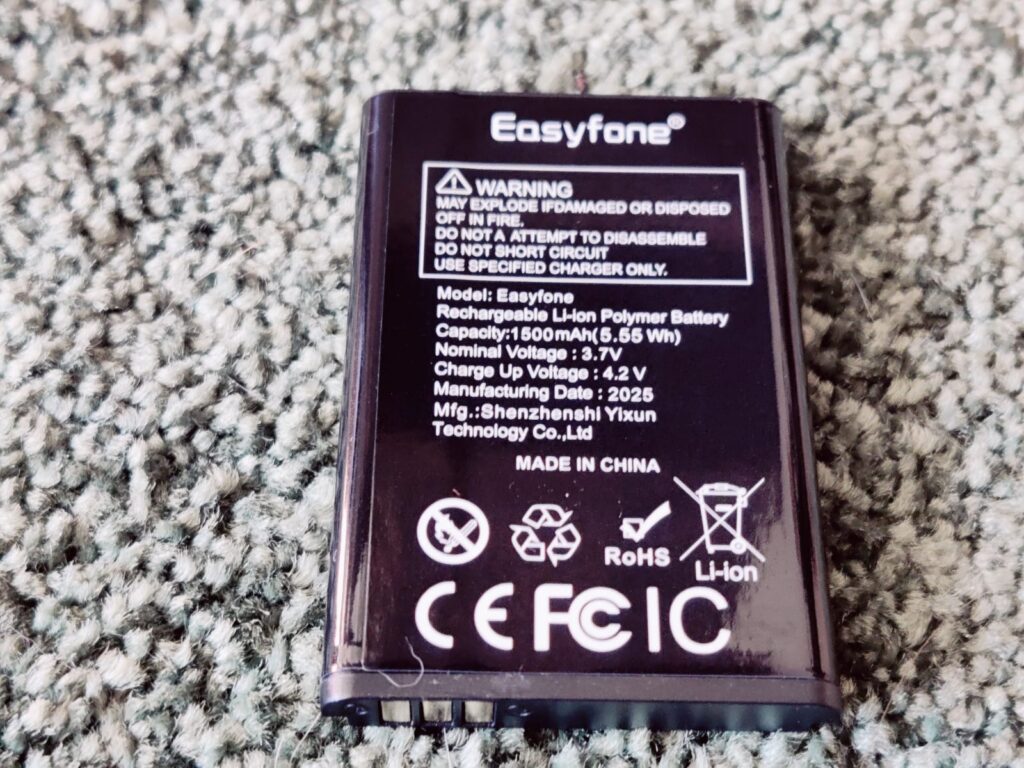 Easyfone®
WARNING
MAY EXPLODE IFDAMAGED OR DISPOSED
OFF IN FIRE.
DO NOT A ATTEMPT TO DISASSEMBLE
DO NOT SHORT CIRCUIT
USE SPECIFIED CHARGER ONLY.
Model: Easyfone
Rechargeable Li-ion Polymer Battery
Capacity:1500mAh(5.55 Wh)
Nominal Voltage : 3.7V
Charge Up Voltage : 4.2 V
Manufacturing Date : 2025
Mfg.:Shenzhenshi Yixun
Technology Co.,Ltd
MADE IN CHINA
RoHS
Li-ion
CE FC IC